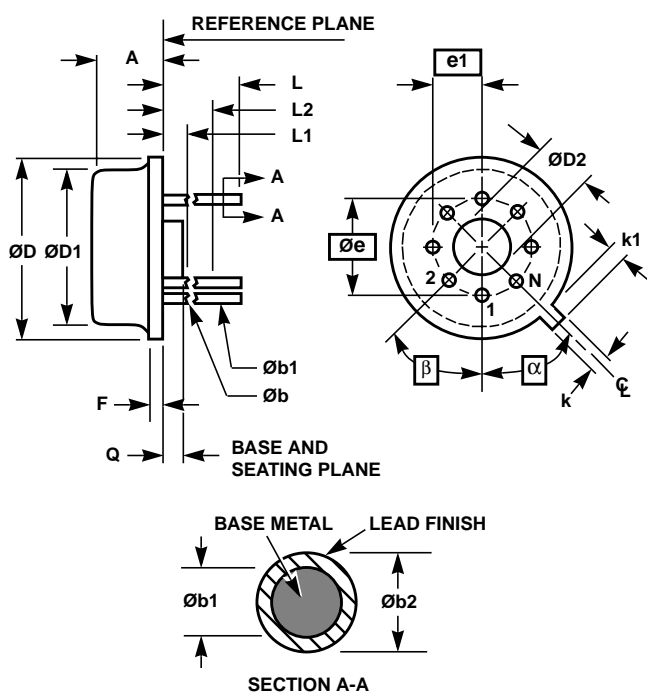 REFERENCE PLANE
A
L
L2
L1
A
A
ØD
ØD1
Øb1
Øb
F
Q
BASE AND
SEATING PLANE
e1
ØD2
Øe
k1
2
N
1
β
α
k
C
L
BASE METAL
LEAD FINISH
Øb1
Øb2
SECTION A-A